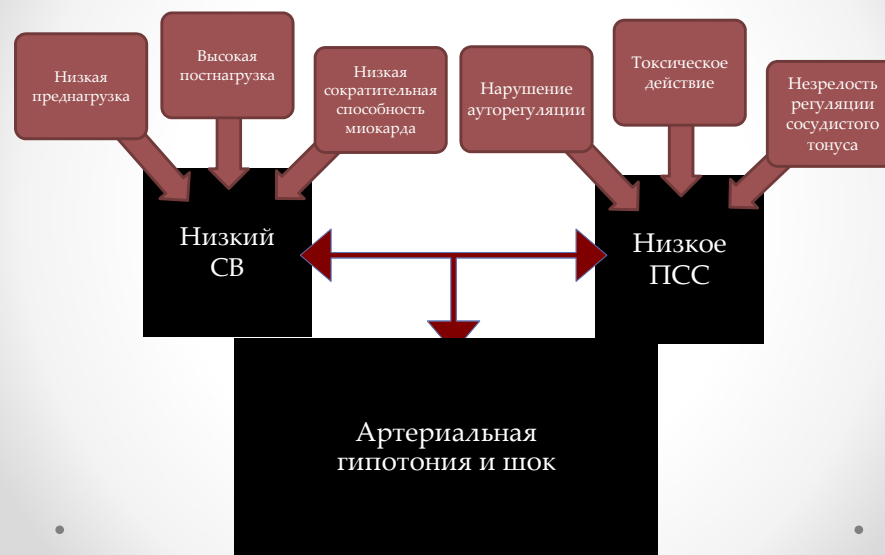 Низкая
преднагрузка
Высокая
постнагрузка
Низкая
сократительная
способность
миокарда
Нарушение
ауторегуляции
Токсическое
действие
Незрелость
регуляции
сосудистого
тонуса
Низкий
СВ
Низкое
ПСС
Артериальная
гипотония и шок